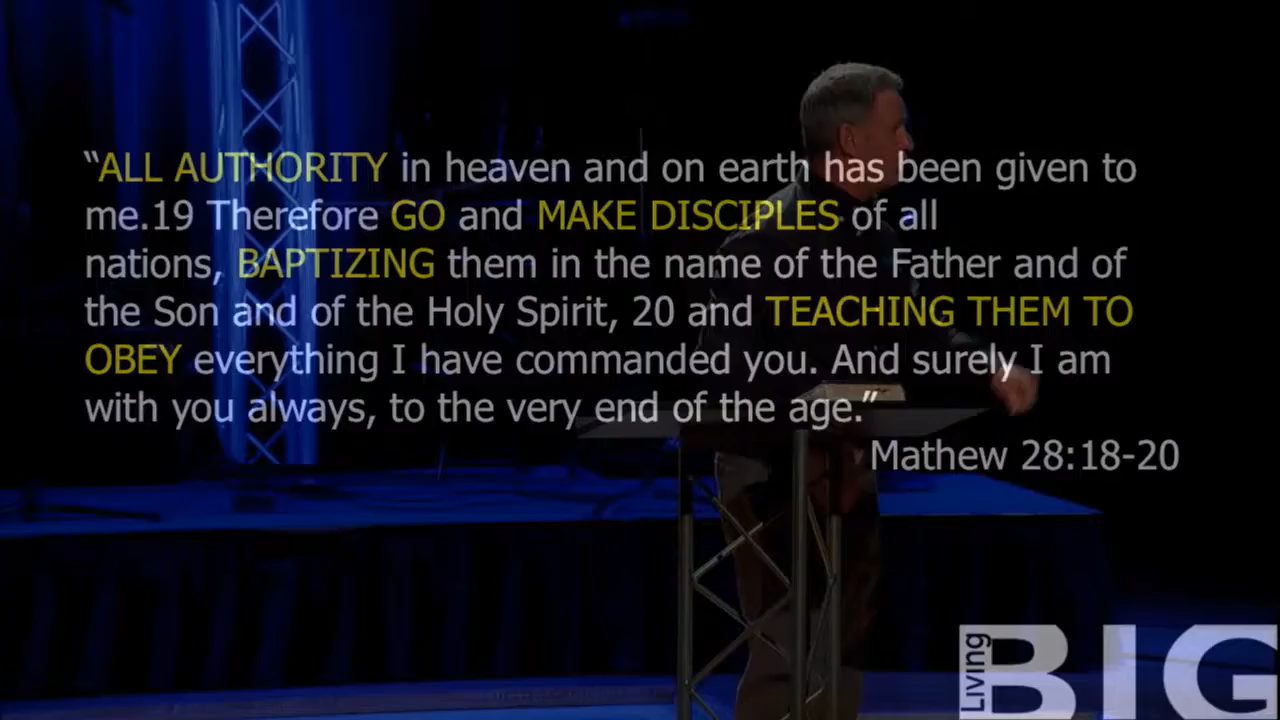 “ALL AUTHORITY in heaven and on earth has been given to
me.19 Therefore GO and MAKE DISCIPLES of all
nations, BAPTIZING them in the name of the Father and of
the Son and of the Holy Spirit, 20 and TEACHING THEM TO
OBEY everything I have commanded you. And surely I am
with you always, to the very end of the age.”
Mathew 28:18-20
Living
BIG